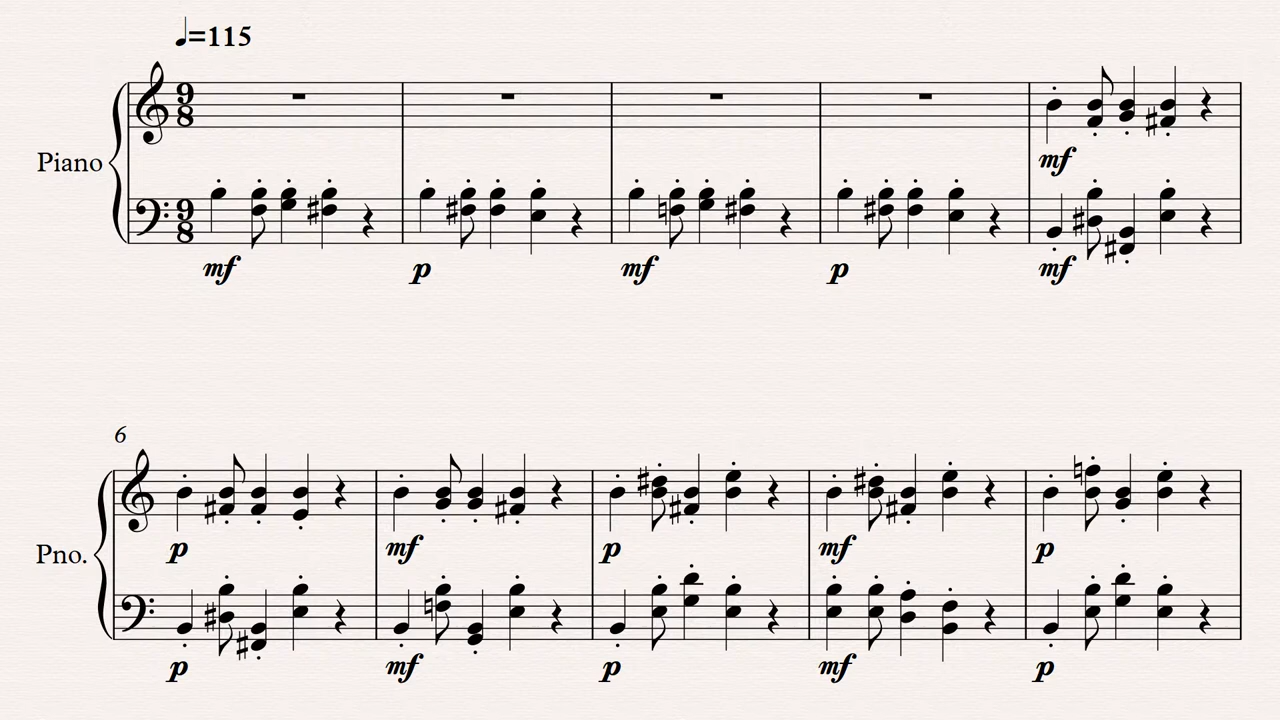 ♩=115
9 8
Piano
mf
9 8
mf p mf p mf
6
p mf p mf p
Pno.
p mf p mf p